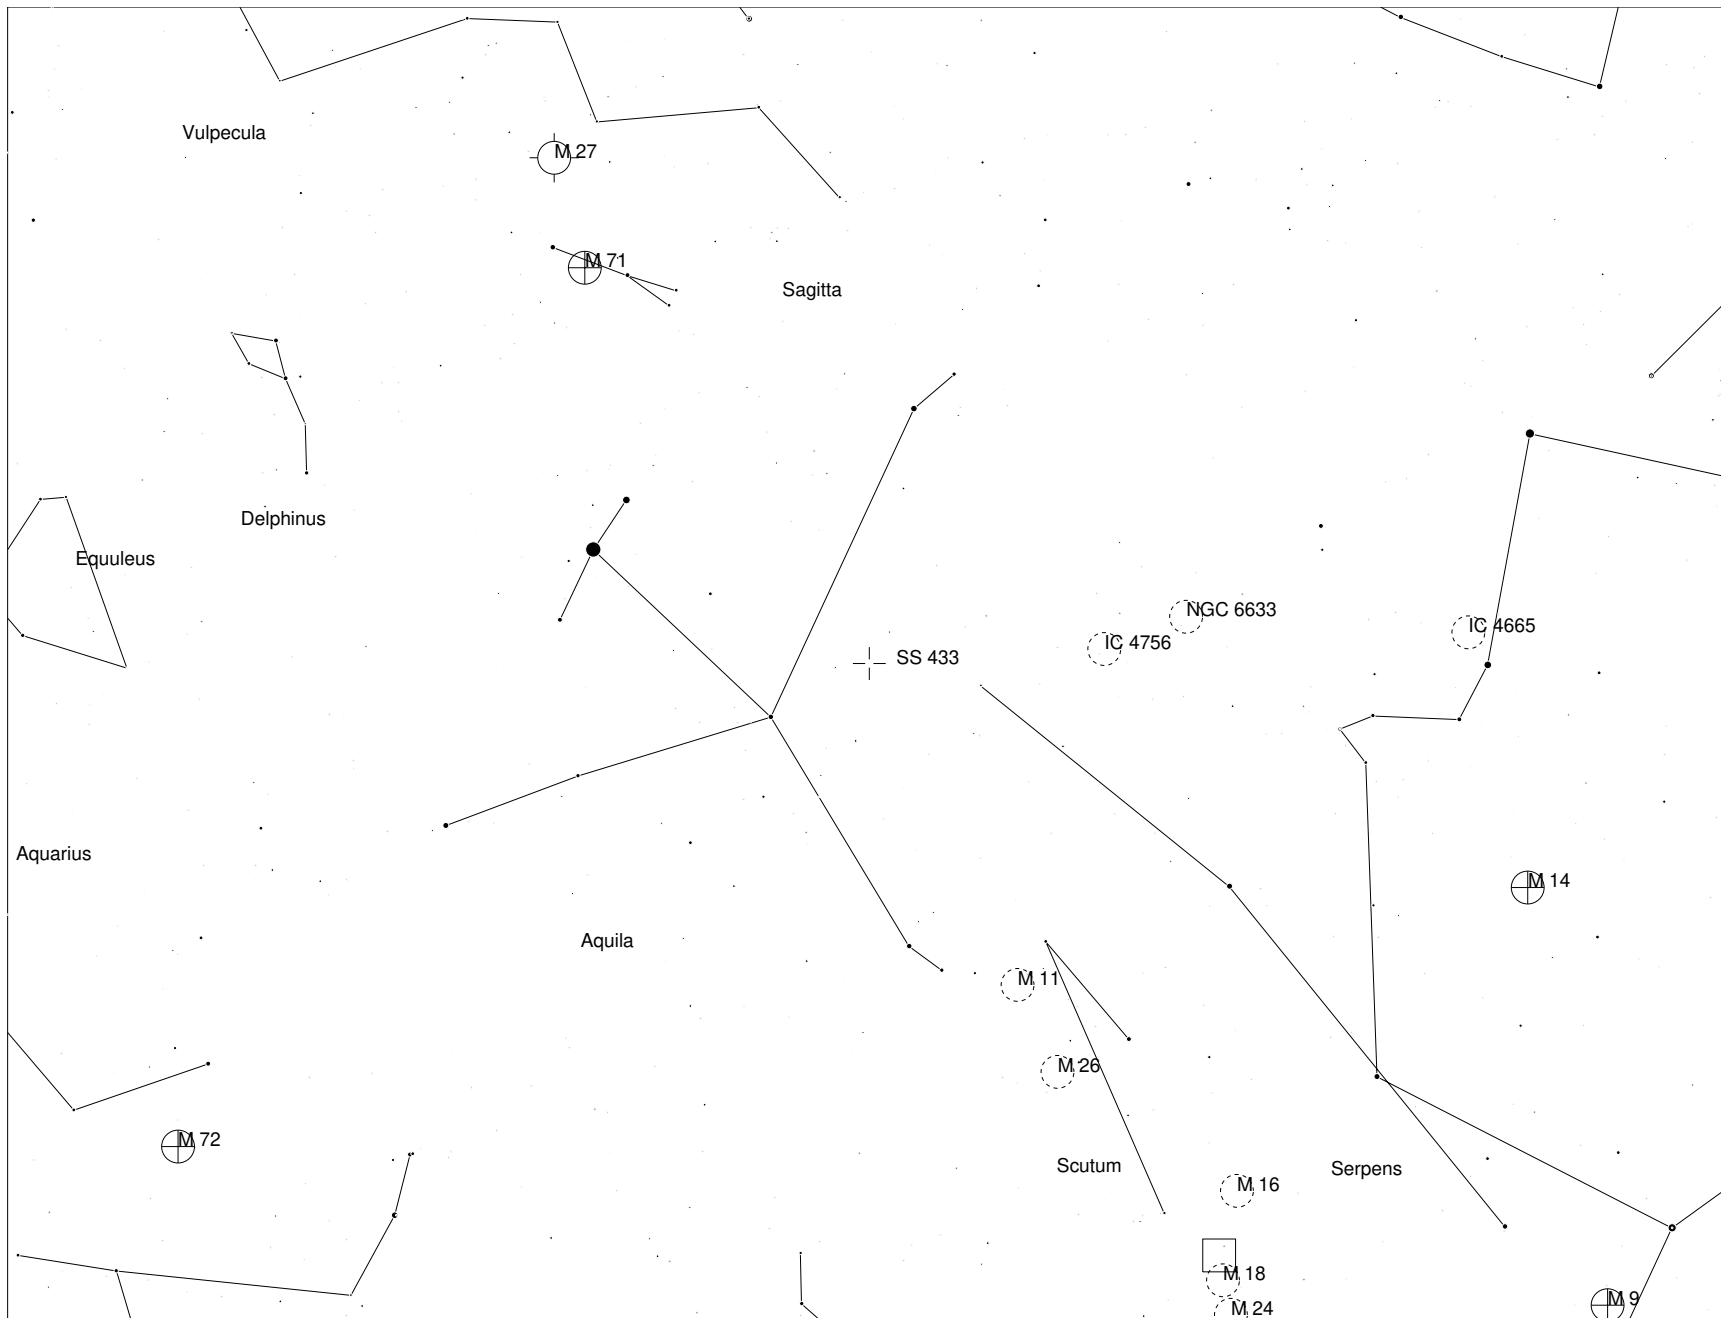 Vulpecula
M 27
M 71
Sagitta
Delphinus
Equuleus
NGC 6633
IC 4665
IC 4756
SS 433
Aquarius
M 14
Aquila
M 11
M 26
M 72
Scutum
Serpens
M 16
M 18
M 24
M 9